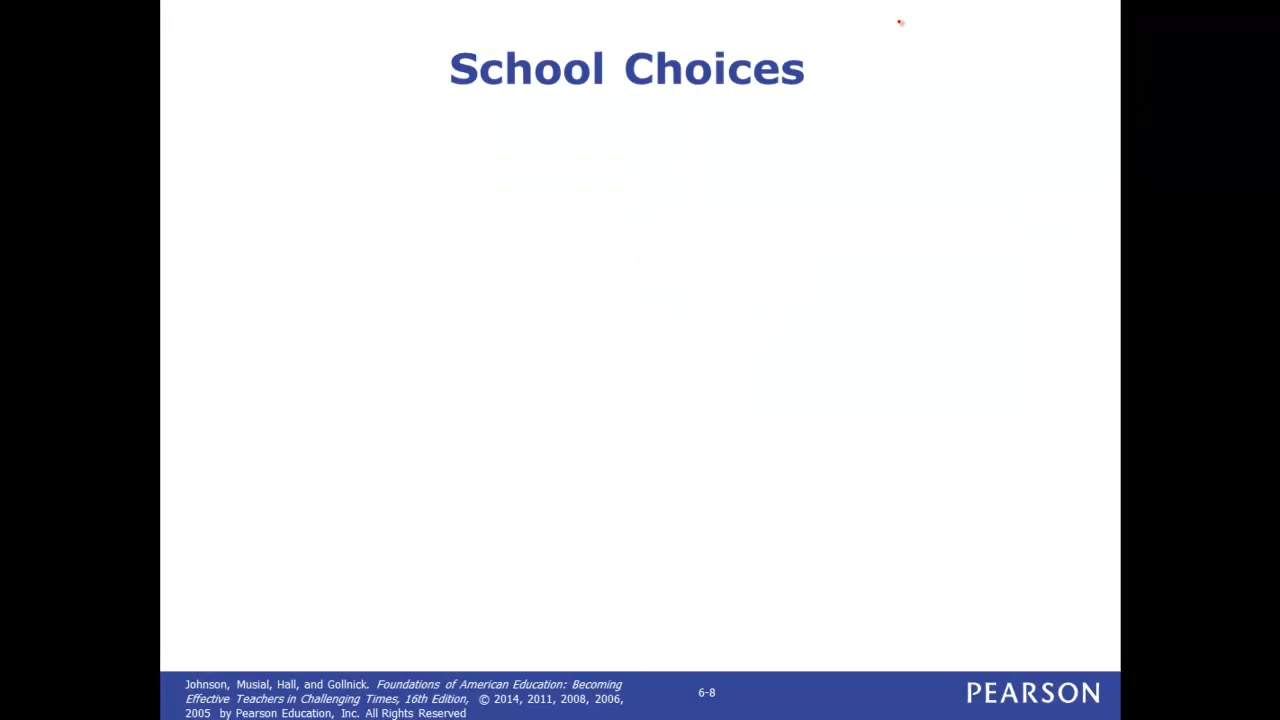 School Choices
Johnson, Musial, Hall, and Gollnick. Foundations of American Education: Becoming
Effective Teachers in Challenging Times, 16th Edition, © 2014, 2011, 2008, 2006,
2005 by Pearson Education, Inc. All Rights Reserved
6-8
PEARSON